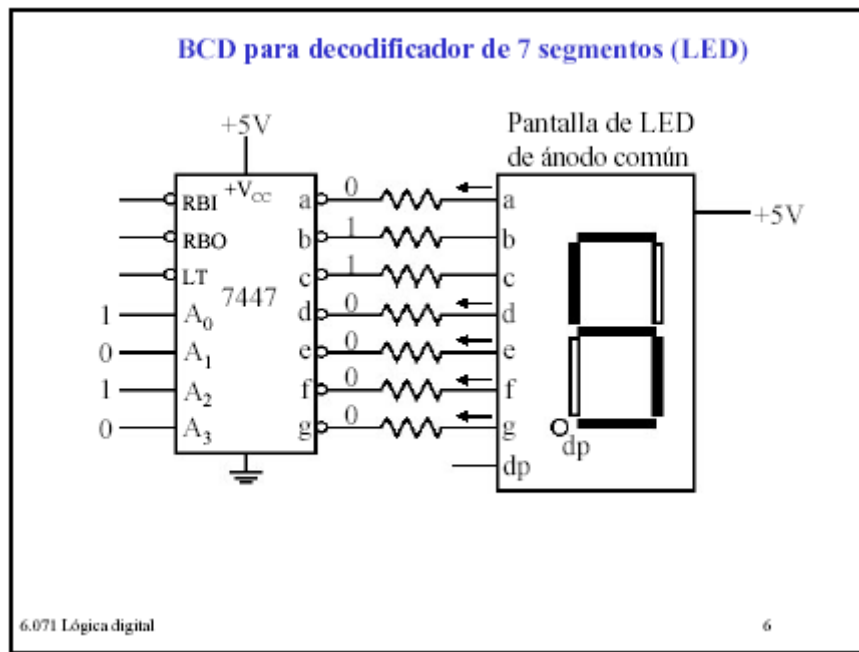 BCD para decodificador de 7 segmentos (LED)
+5V
Pantalla de LED
de ánodo común
+VCC
RBI
a
0
a
+5V
RBO
b
1
b
LT
c
1
c
7447
1
A0
d
0
d
0
A1
e
0
e
1
A2
f
0
f
0
A3
g
0
g
dp
dp
6.071 Lógica digital
6